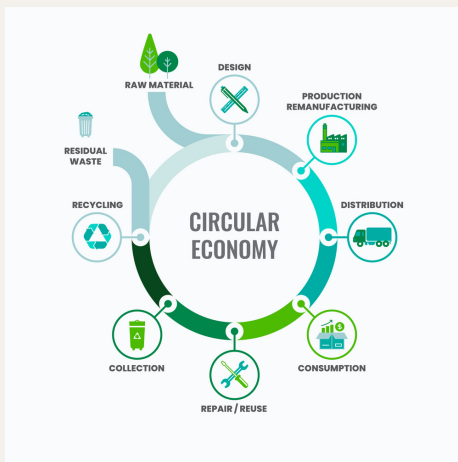 RAW MATERIAL
DESIGN
PRODUCTION
REMANUFACTURING
DISTRIBUTION
CONSUMPTION
REPAIR / REUSE
COLLECTION
RECYCLING
RESIDUAL
WASTE
CIRCULAR
ECONOMY